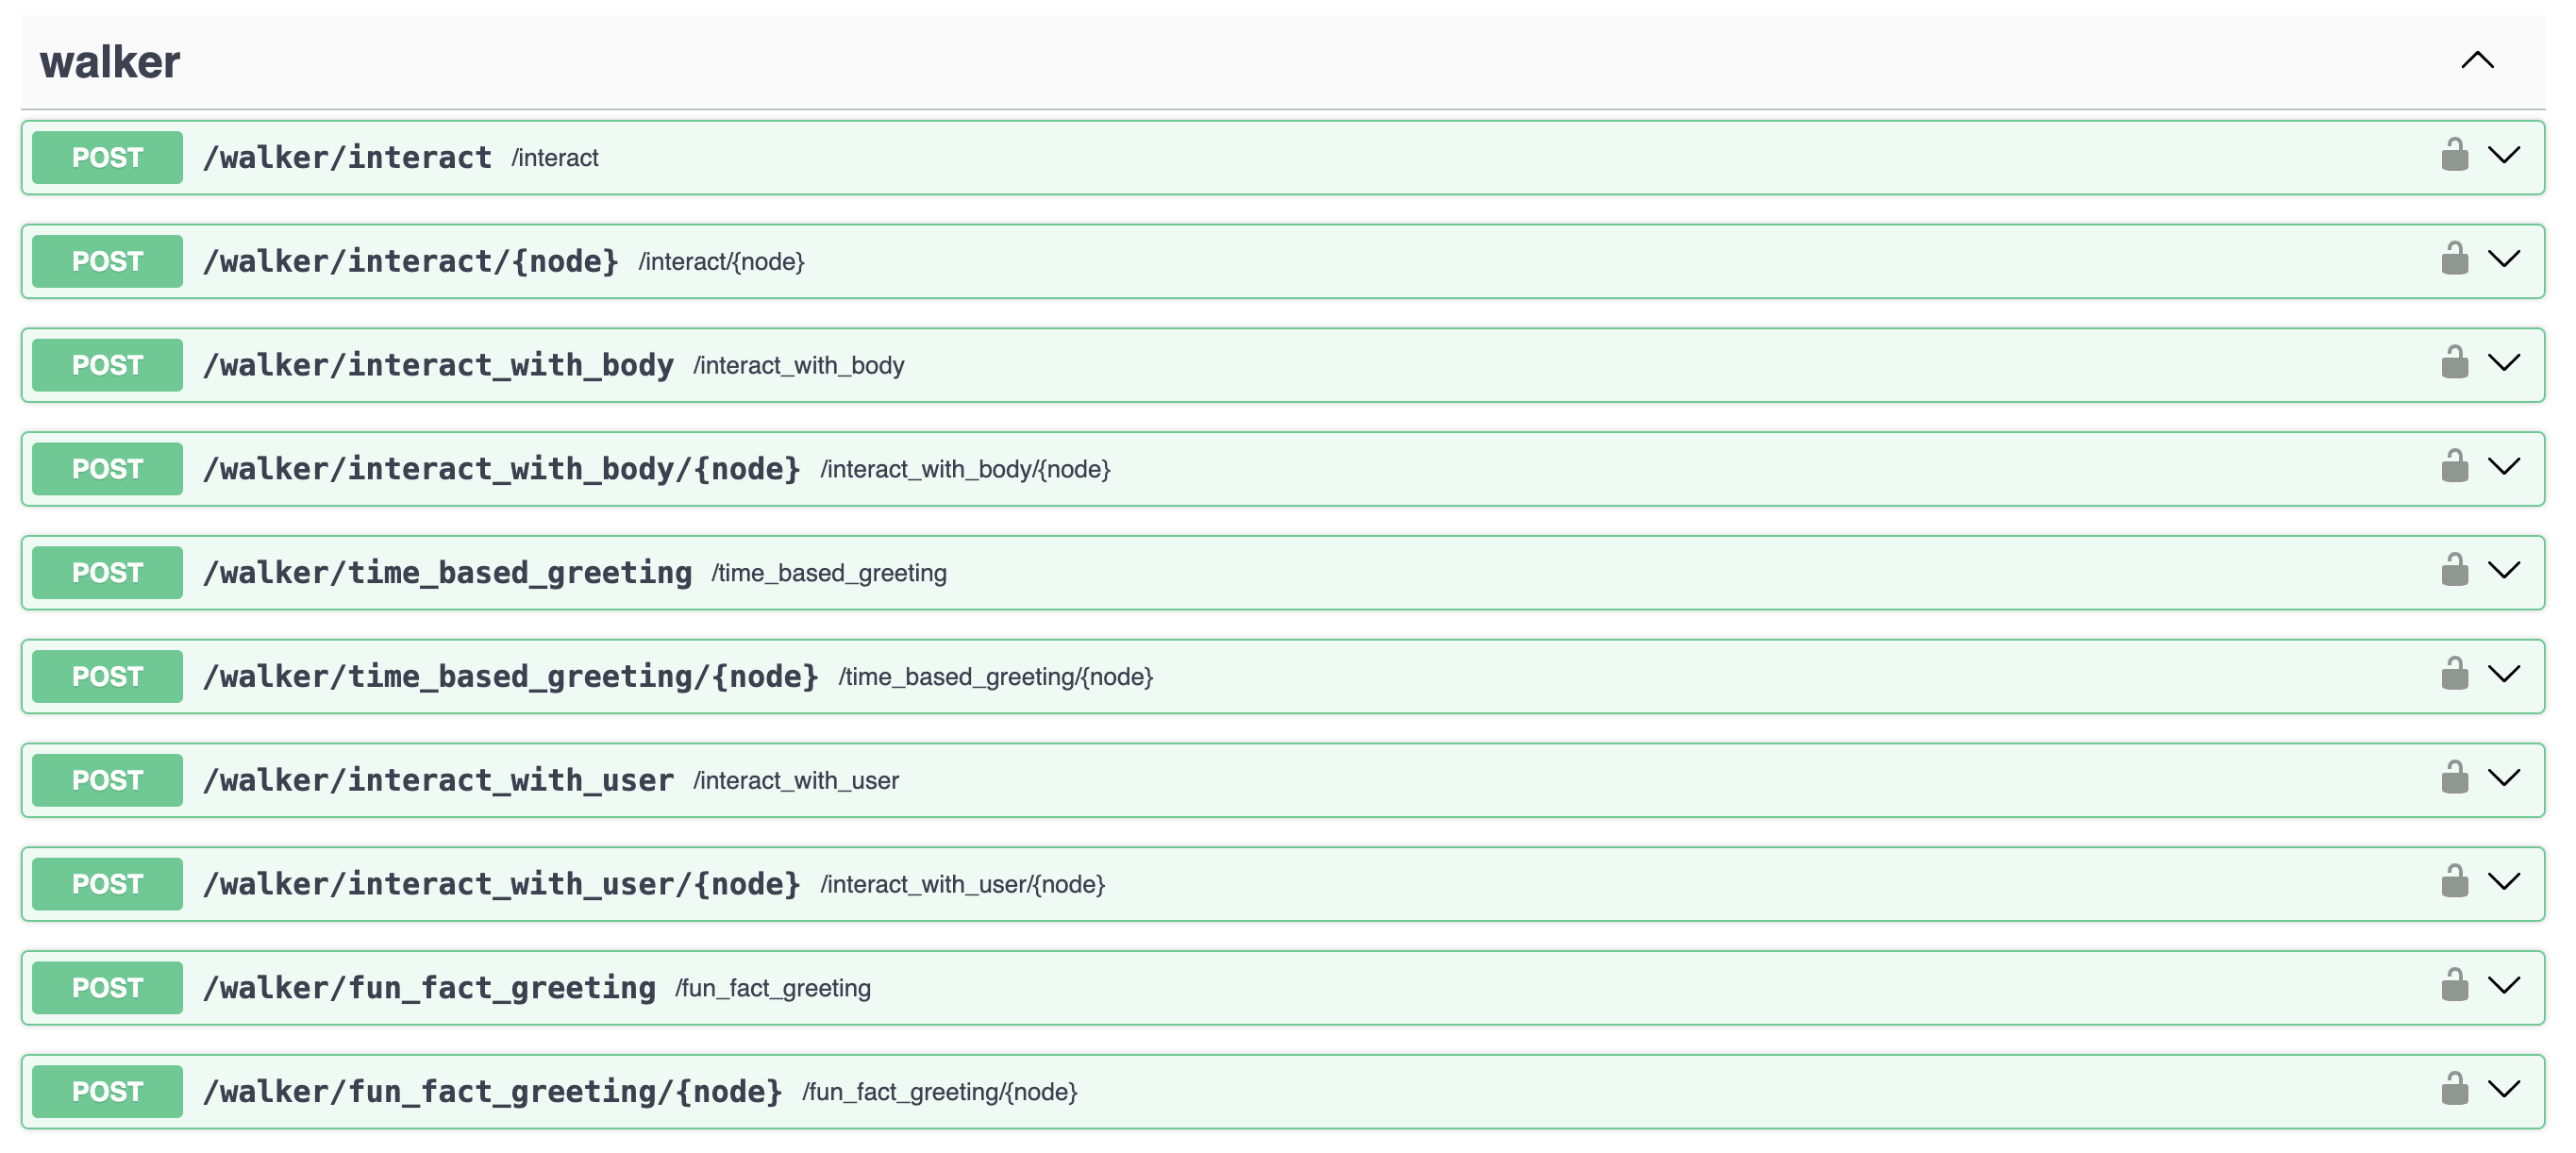 walker
POST /walker/interact /interact
POST /walker/interact/{node} /interact/{node}
POST /walker/interact_with_body /interact_with_body
POST /walker/interact_with_body/{node} /interact_with_body/{node}
POST /walker/time_based_greeting /time_based_greeting
POST /walker/time_based_greeting/{node} /time_based_greeting/{node}
POST /walker/interact_with_user /interact_with_user
POST /walker/interact_with_user/{node} /interact_with_user/{node}
POST /walker/fun_fact_greeting /fun_fact_greeting
POST /walker/fun_fact_greeting/{node} /fun_fact_greeting/{node}